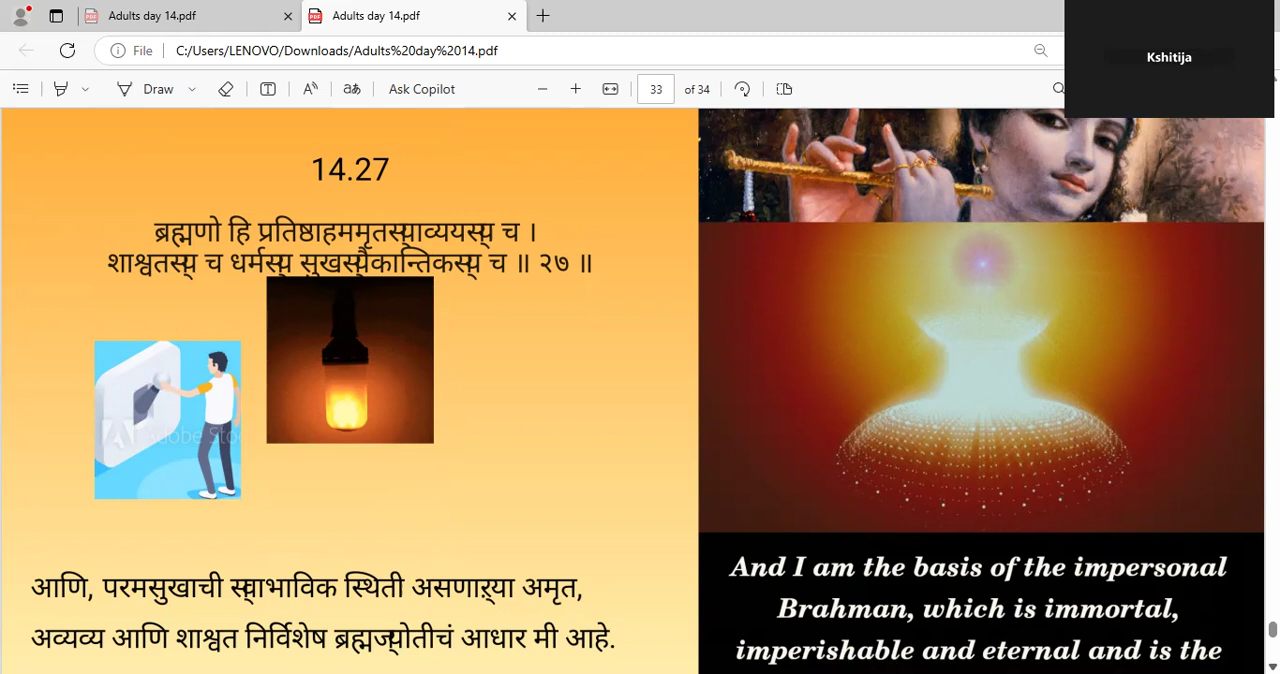 Adults day 14.pdf
Adults day 14.pdf
File
C:/Users/LENOVO/Downloads/Adults%20day%2014.pdf
Draw
Ask Copilot
33
of 34
Kshitija
14.27
ब्रह्मणो हि प्रतिष्ठाहममृतस्याव्ययस्य च ।
शाश्वतस्य च धर्मस्य सुखस्यैकान्तिकस्य च ॥ २७ ॥
Adobe Sto
आणि, परमसुखाची स्वाभाविक स्थिती असणाऱ्या अमृत,
अव्यव्य आणि शाश्वत निर्विशेष ब्रह्मज्योतीचं आधार मी आहे.
And I am the basis of the impersonal
Brahman, which is immortal,
imperishable and eternal and is the